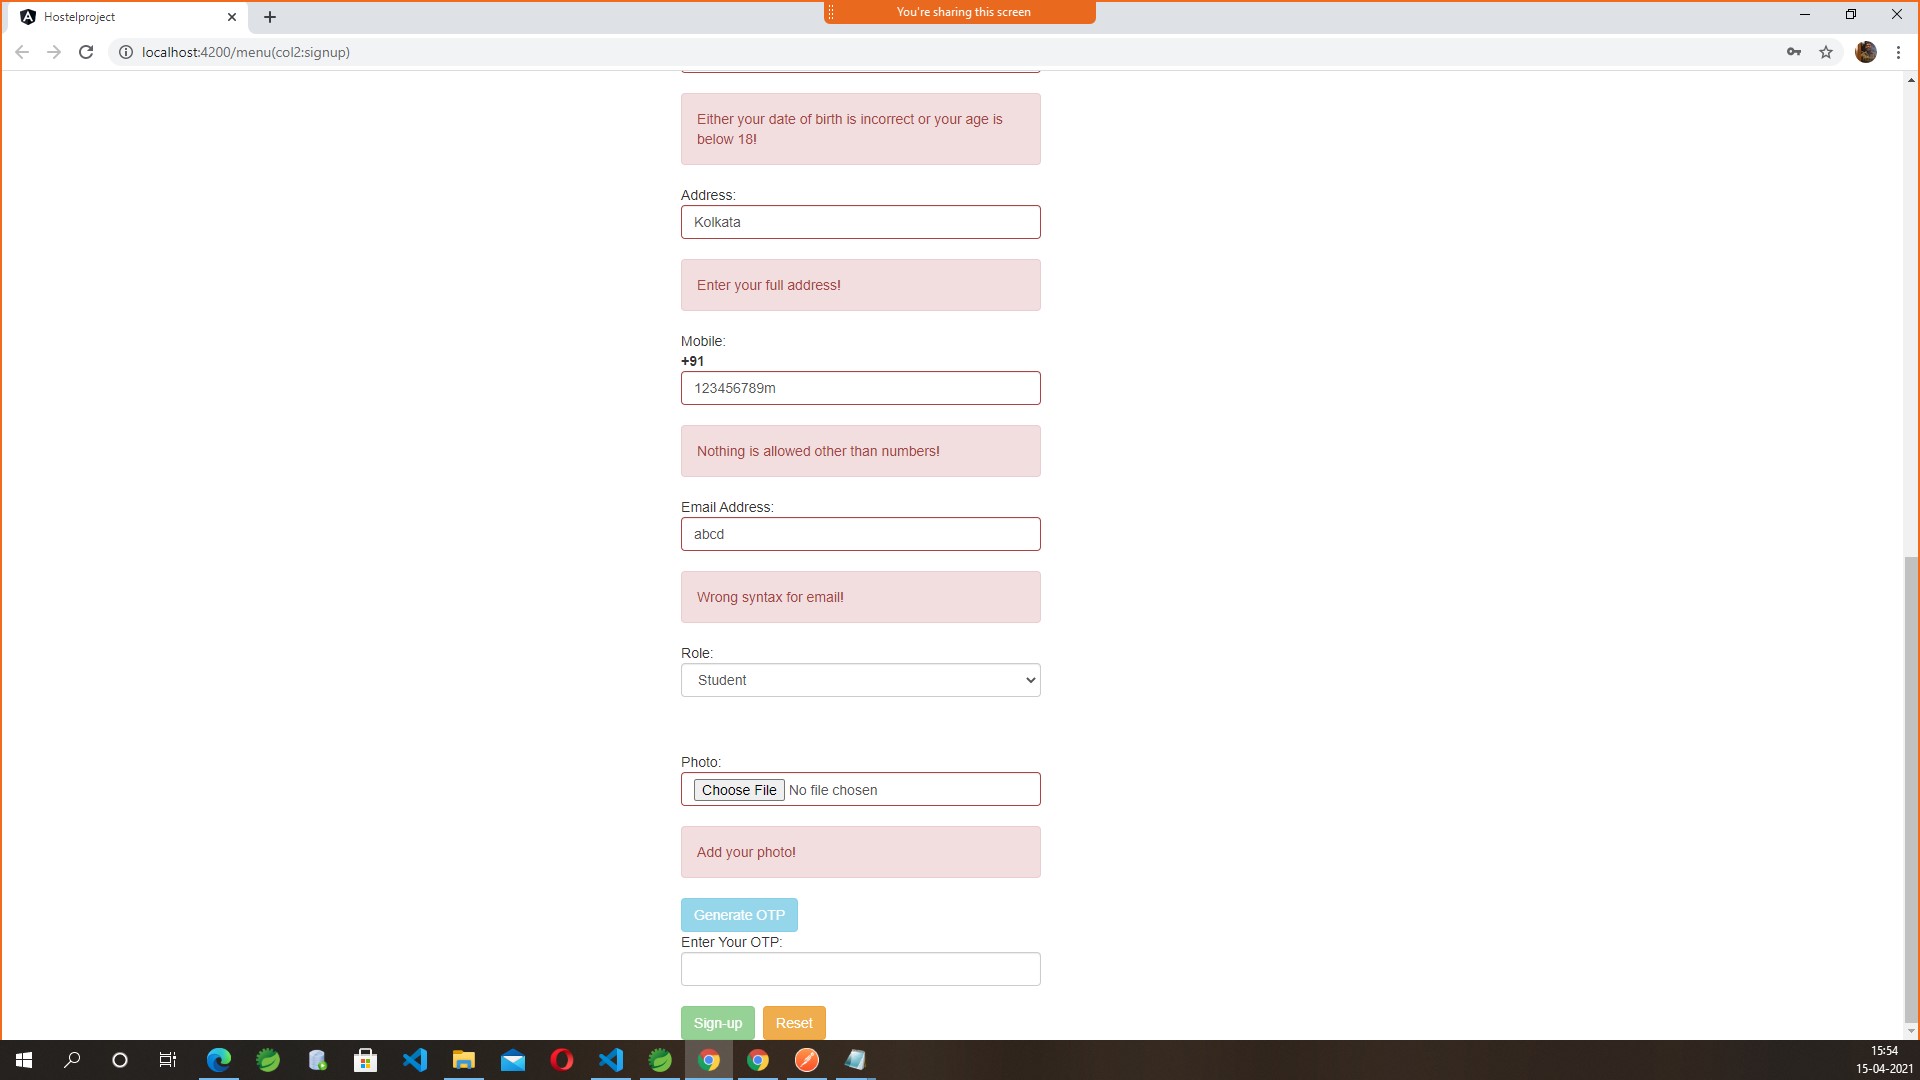 Hostelproject
You're sharing this screen
localhost:4200/menu(col2:signup)
Either your date of birth is incorrect or your age is
below 18!
Address:
Kolkata
Enter your full address!
Mobile:
+91
123456789m
Nothing is allowed other than numbers!
Email Address:
abcd
Wrong syntax for email!
Role:
Student
Photo:
Choose File No file chosen
Add your photo!
Generate OTP
Enter Your OTP:
Sign-up Reset
15:54
15-04-2021